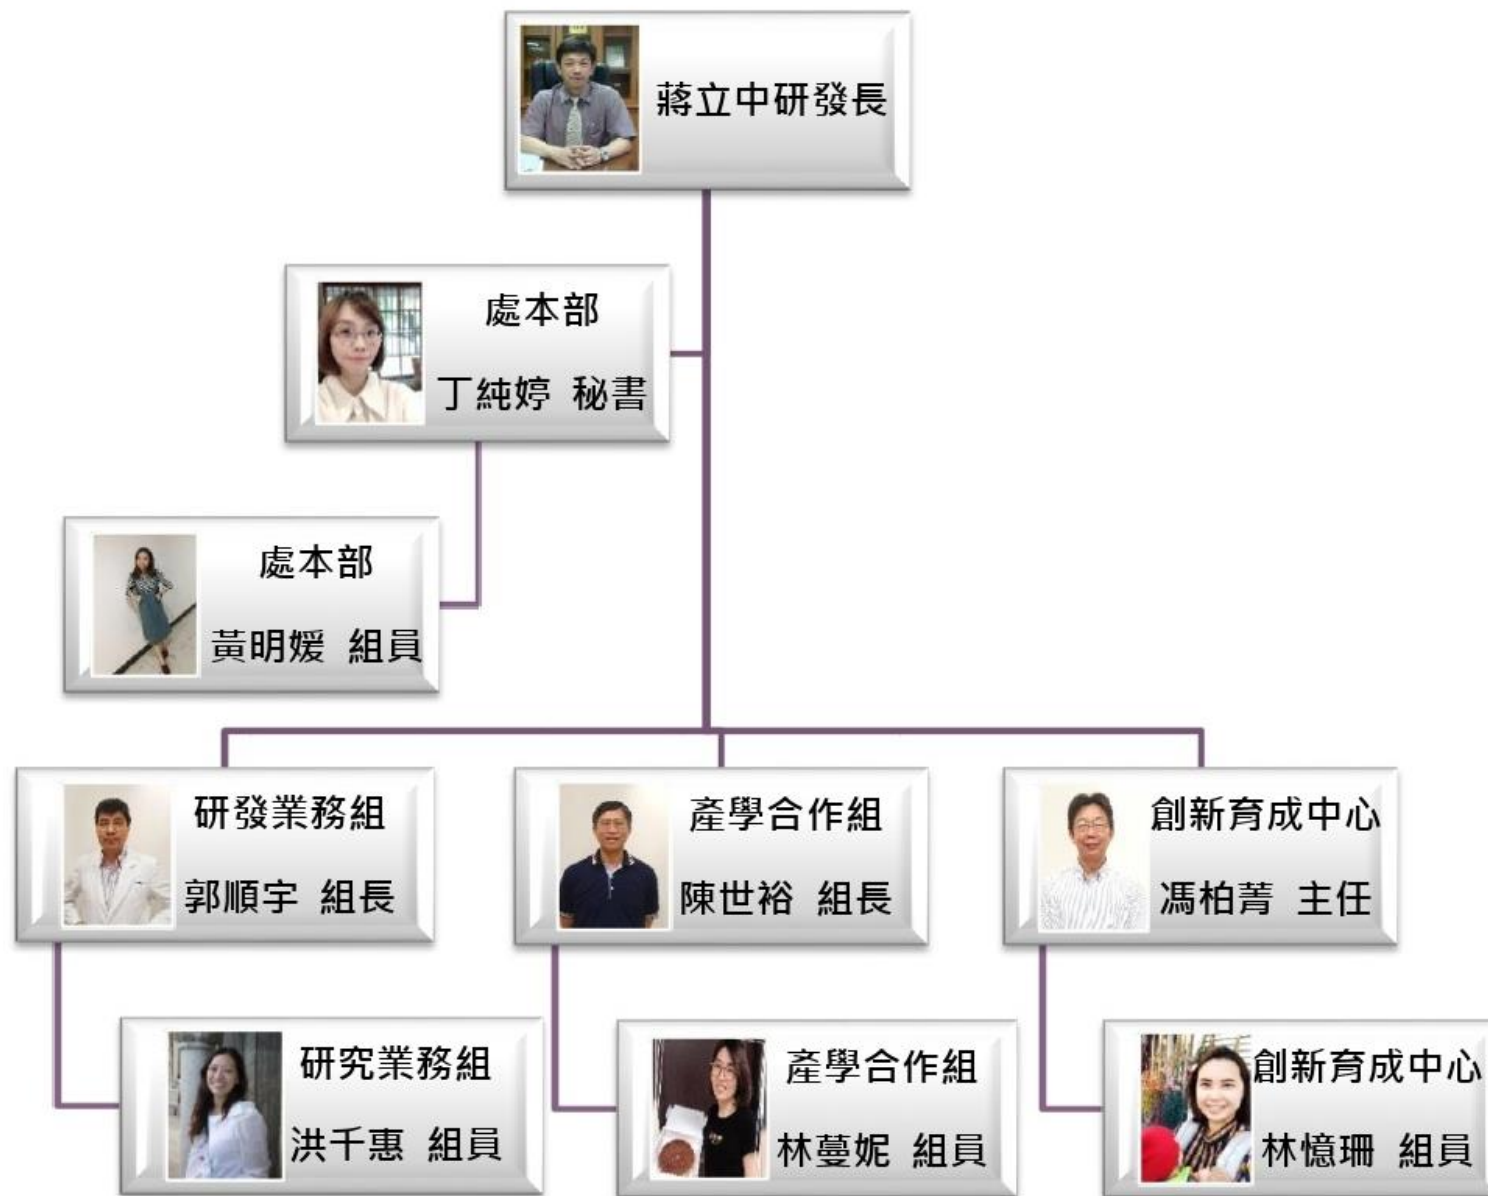 蔣立中研發長
處本部
丁純婷 秘書
處本部
黃明媛 組員
研發業務組
郭順宇 組長
產學合作組
陳世裕 組長
創新育成中心
馮柏菁 主任
研究業務組
洪千惠 組員
產學合作組
林蔓妮 組員
創新育成中心
林憶珊 組員